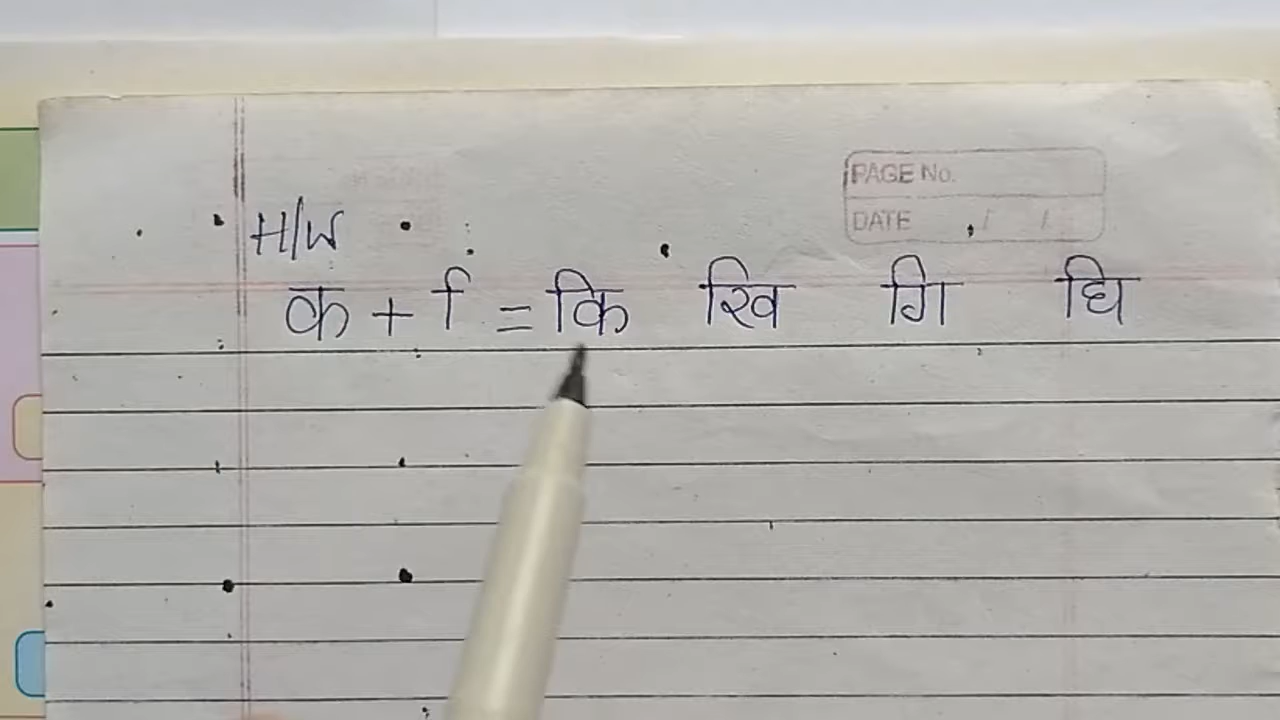 PAGE No.
DATE / /
H/W
क + ि = कि खि गि घि